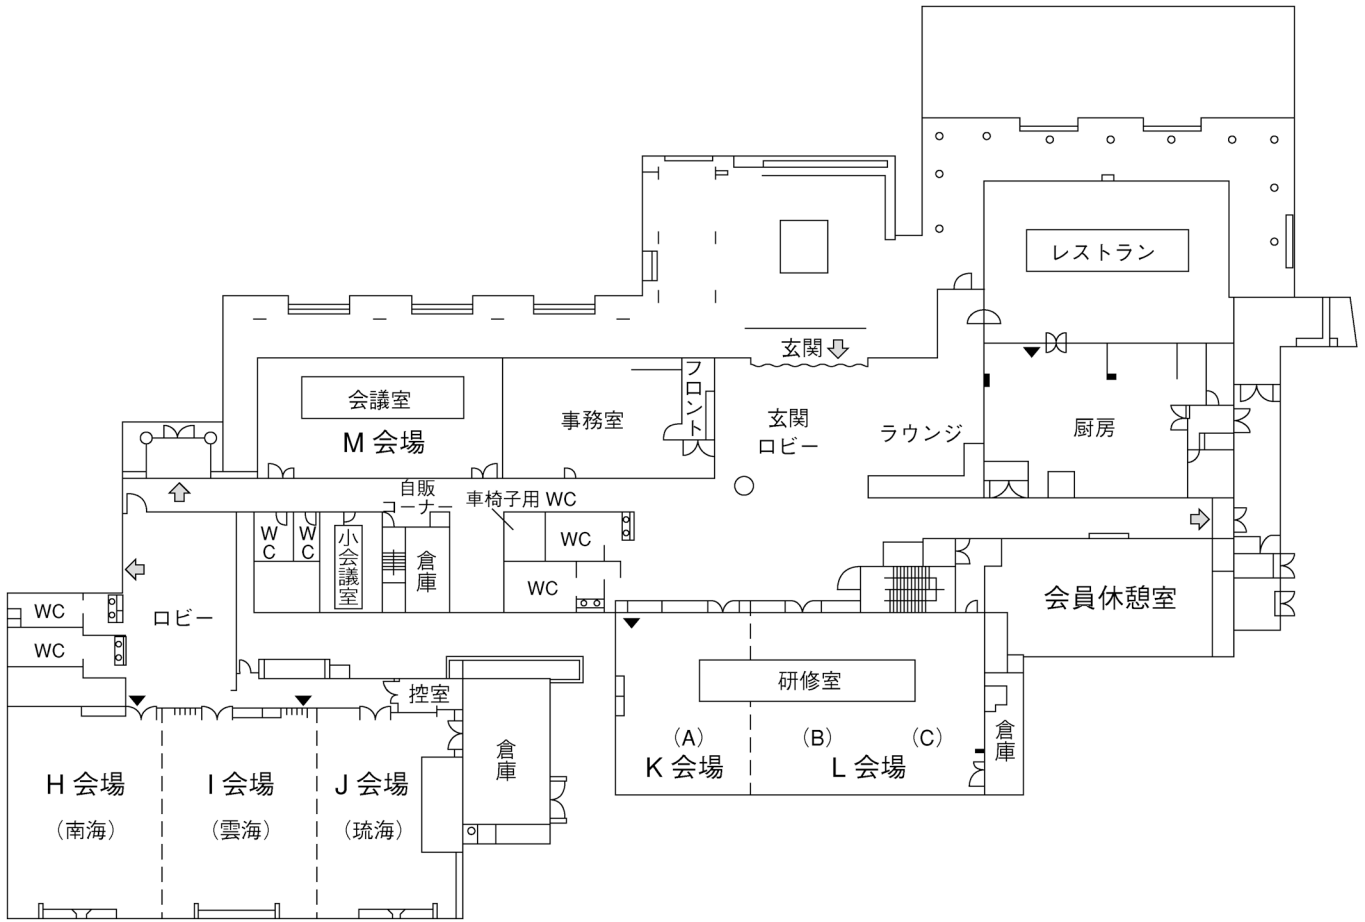 レストラン
玄関
フロント
会議室
M 会場
事務室
玄関
ロビー
ラウンジ
厨房
自販
ーナー
車椅子用 WC
WC
WC
小会議室
倉庫
WC
WC
会員休憩室
WC
WC
ロビー
控室
研修室
倉庫
(A)
(B)
(C)
K 会場
L 会場
倉庫
H 会場
I 会場
J 会場
(南海)
(雲海)
(琉海)